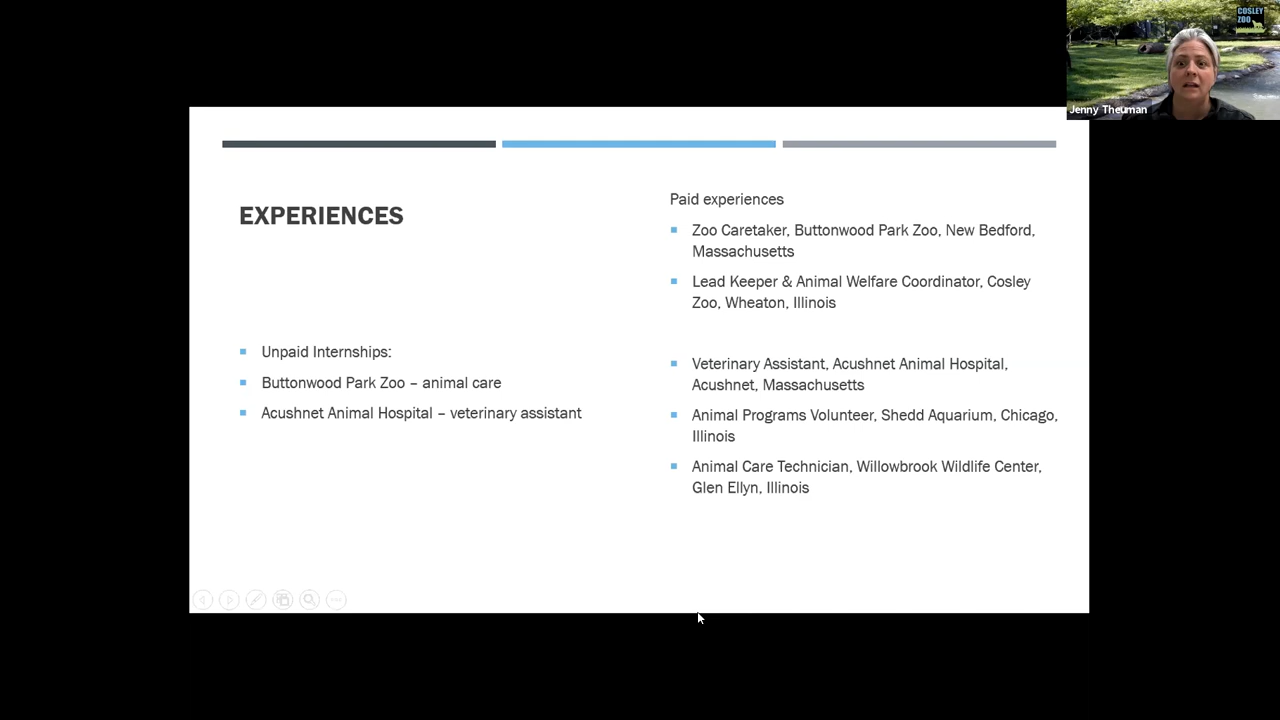 COSLEY
ZOO
Jenny Theuman
EXPERIENCES
Unpaid Internships:
Buttonwood Park Zoo – animal care
Acushnet Animal Hospital – veterinary assistant
Paid experiences
Zoo Caretaker, Buttonwood Park Zoo, New Bedford,
Massachusetts
Lead Keeper & Animal Welfare Coordinator, Cosley
Zoo, Wheaton, Illinois
Veterinary Assistant, Acushnet Animal Hospital,
Acushnet, Massachusetts
Animal Programs Volunteer, Shedd Aquarium, Chicago,
Illinois
Animal Care Technician, Willowbrook Wildlife Center,
Glen Ellyn, Illinois